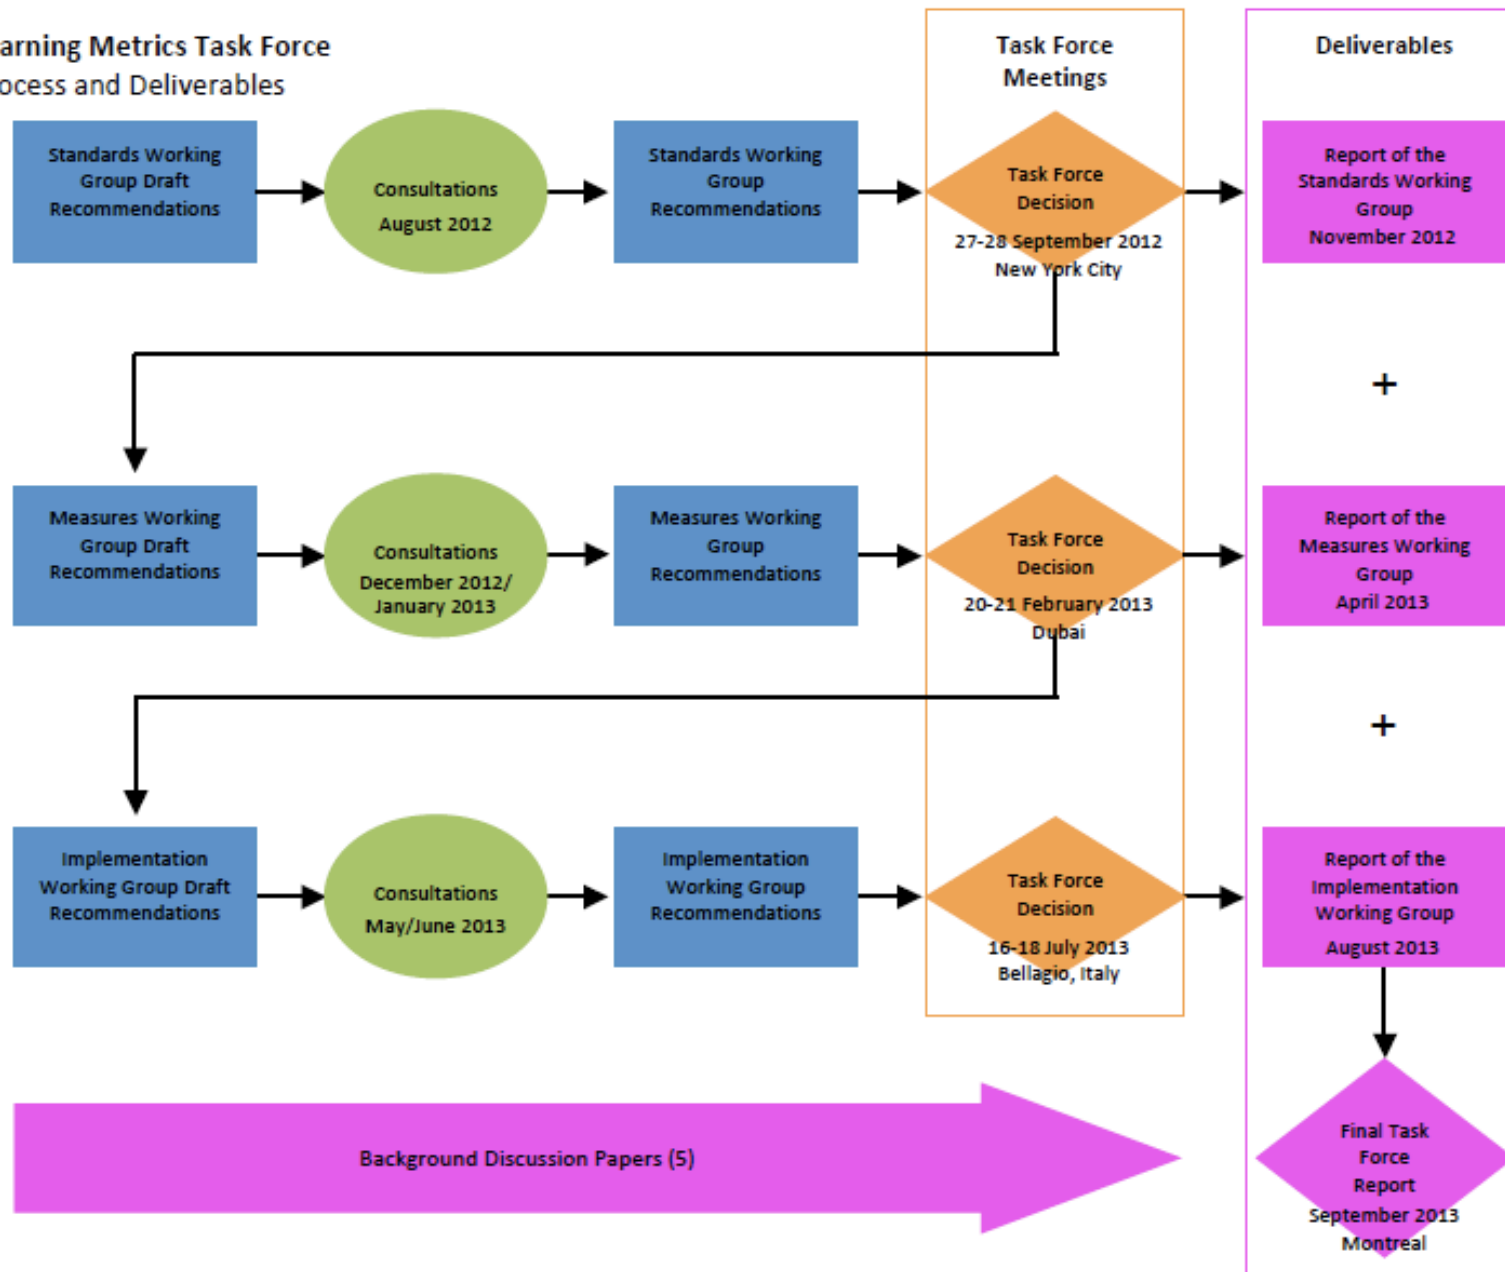 arning Metrics Task Force
ocess and Deliverables
Task Force
Meetings
Deliverables
Standards Working
Group Draft
Recommendations
Consultations
August 2012
Standards Working
Group
Recommendations
Task Force
Decision
27-28 September 2012
New York City
Report of the
Standards Working
Group
November 2012
+
Measures Working
Group Draft
Recommendations
Consultations
December 2012/
January 2013
Measures Working
Group
Recommendations
Task Force
Decision
20-21 February 2013
Dubai
Report of the
Measures Working
Group
April 2013
+
Implementation
Working Group Draft
Recommendations
Consultations
May/June 2013
Implementation
Working Group
Recommendations
Task Force
Decision
16-18 July 2013
Bellagio, Italy
Report of the
Implementation
Working Group
August 2013
Background Discussion Papers (5)
Final Task
Force
Report
September 2013
Montreal